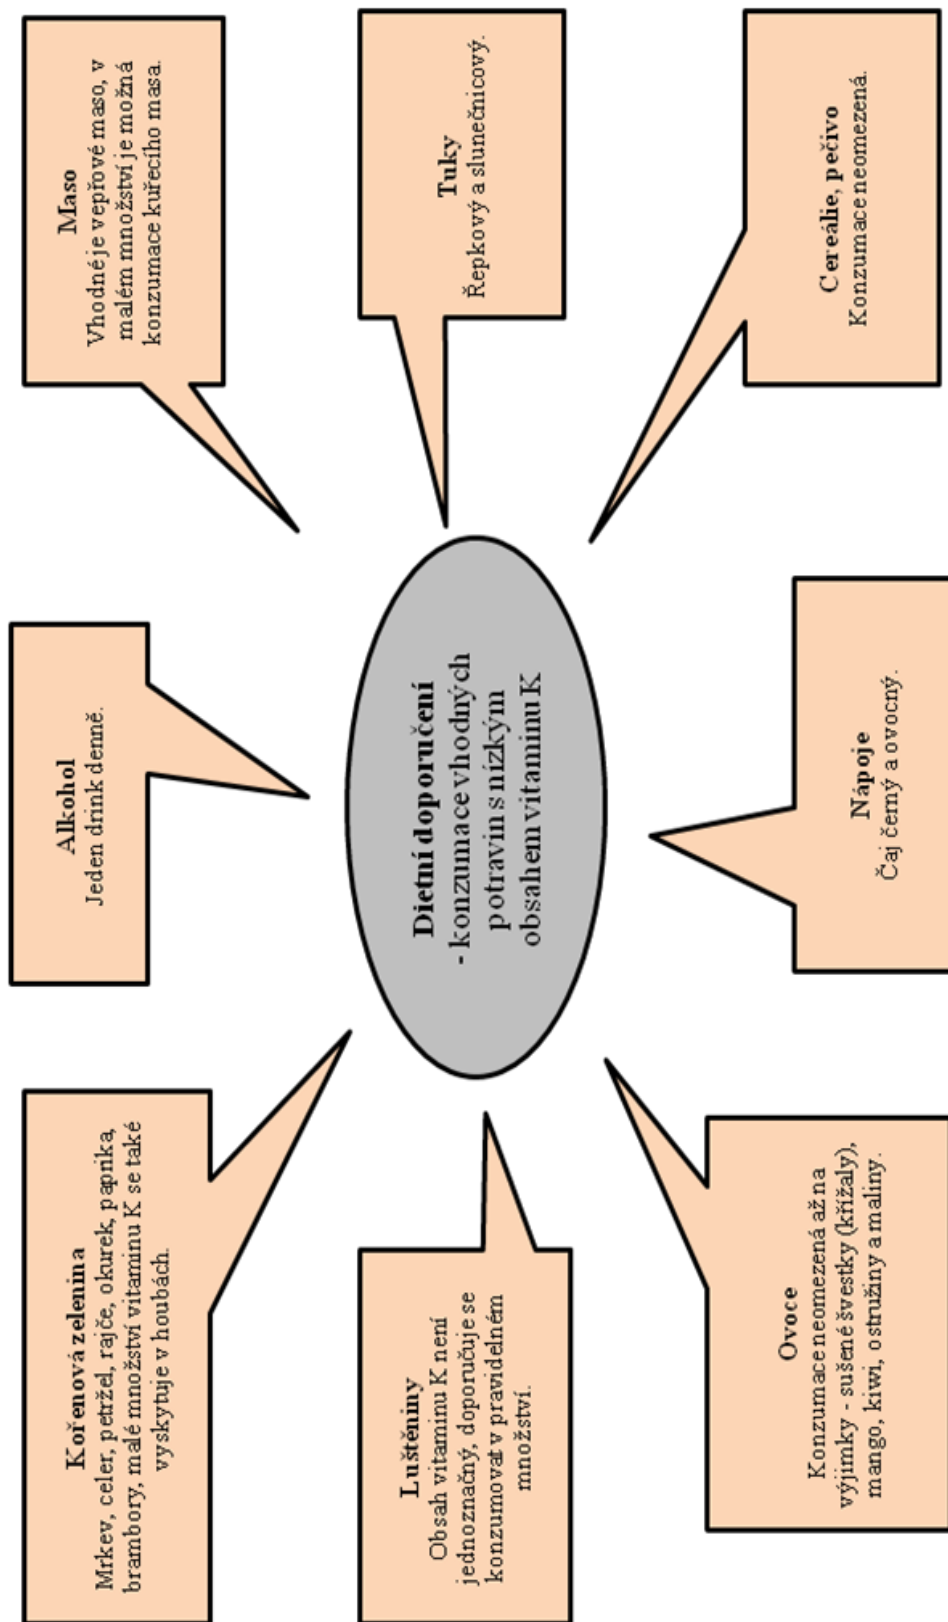 Kořenová zelenina
Mrkev, celer, petržel, rajče, okurek, paprika,
brambory, malé množství vitaminu K se také
vyskytuje v houbách.
Alkohol
Jeden drink denně.
Maso
Vhodné je vepřové maso, v
malém množství je možná
konzumace kuřecího masa.
Luštěniny
Obsah vitaminu K není
jednoznačný, doporučuje se
konzumovat v pravidelném
množství.
Dietní doporučení
- konzumace vhodných
potravin s nízkým
obsahem vitaminu K
Tuky
Řepkový a slunečnicový.
Ovoce
Konzumace neomezená až na
výjimky - sušené švestky (křížaly),
mango, kiwi, ostružiny a maliny.
Nápoje
Čaj černý a ovocný.
Cereálie, pečivo
Konzumace neomezená.